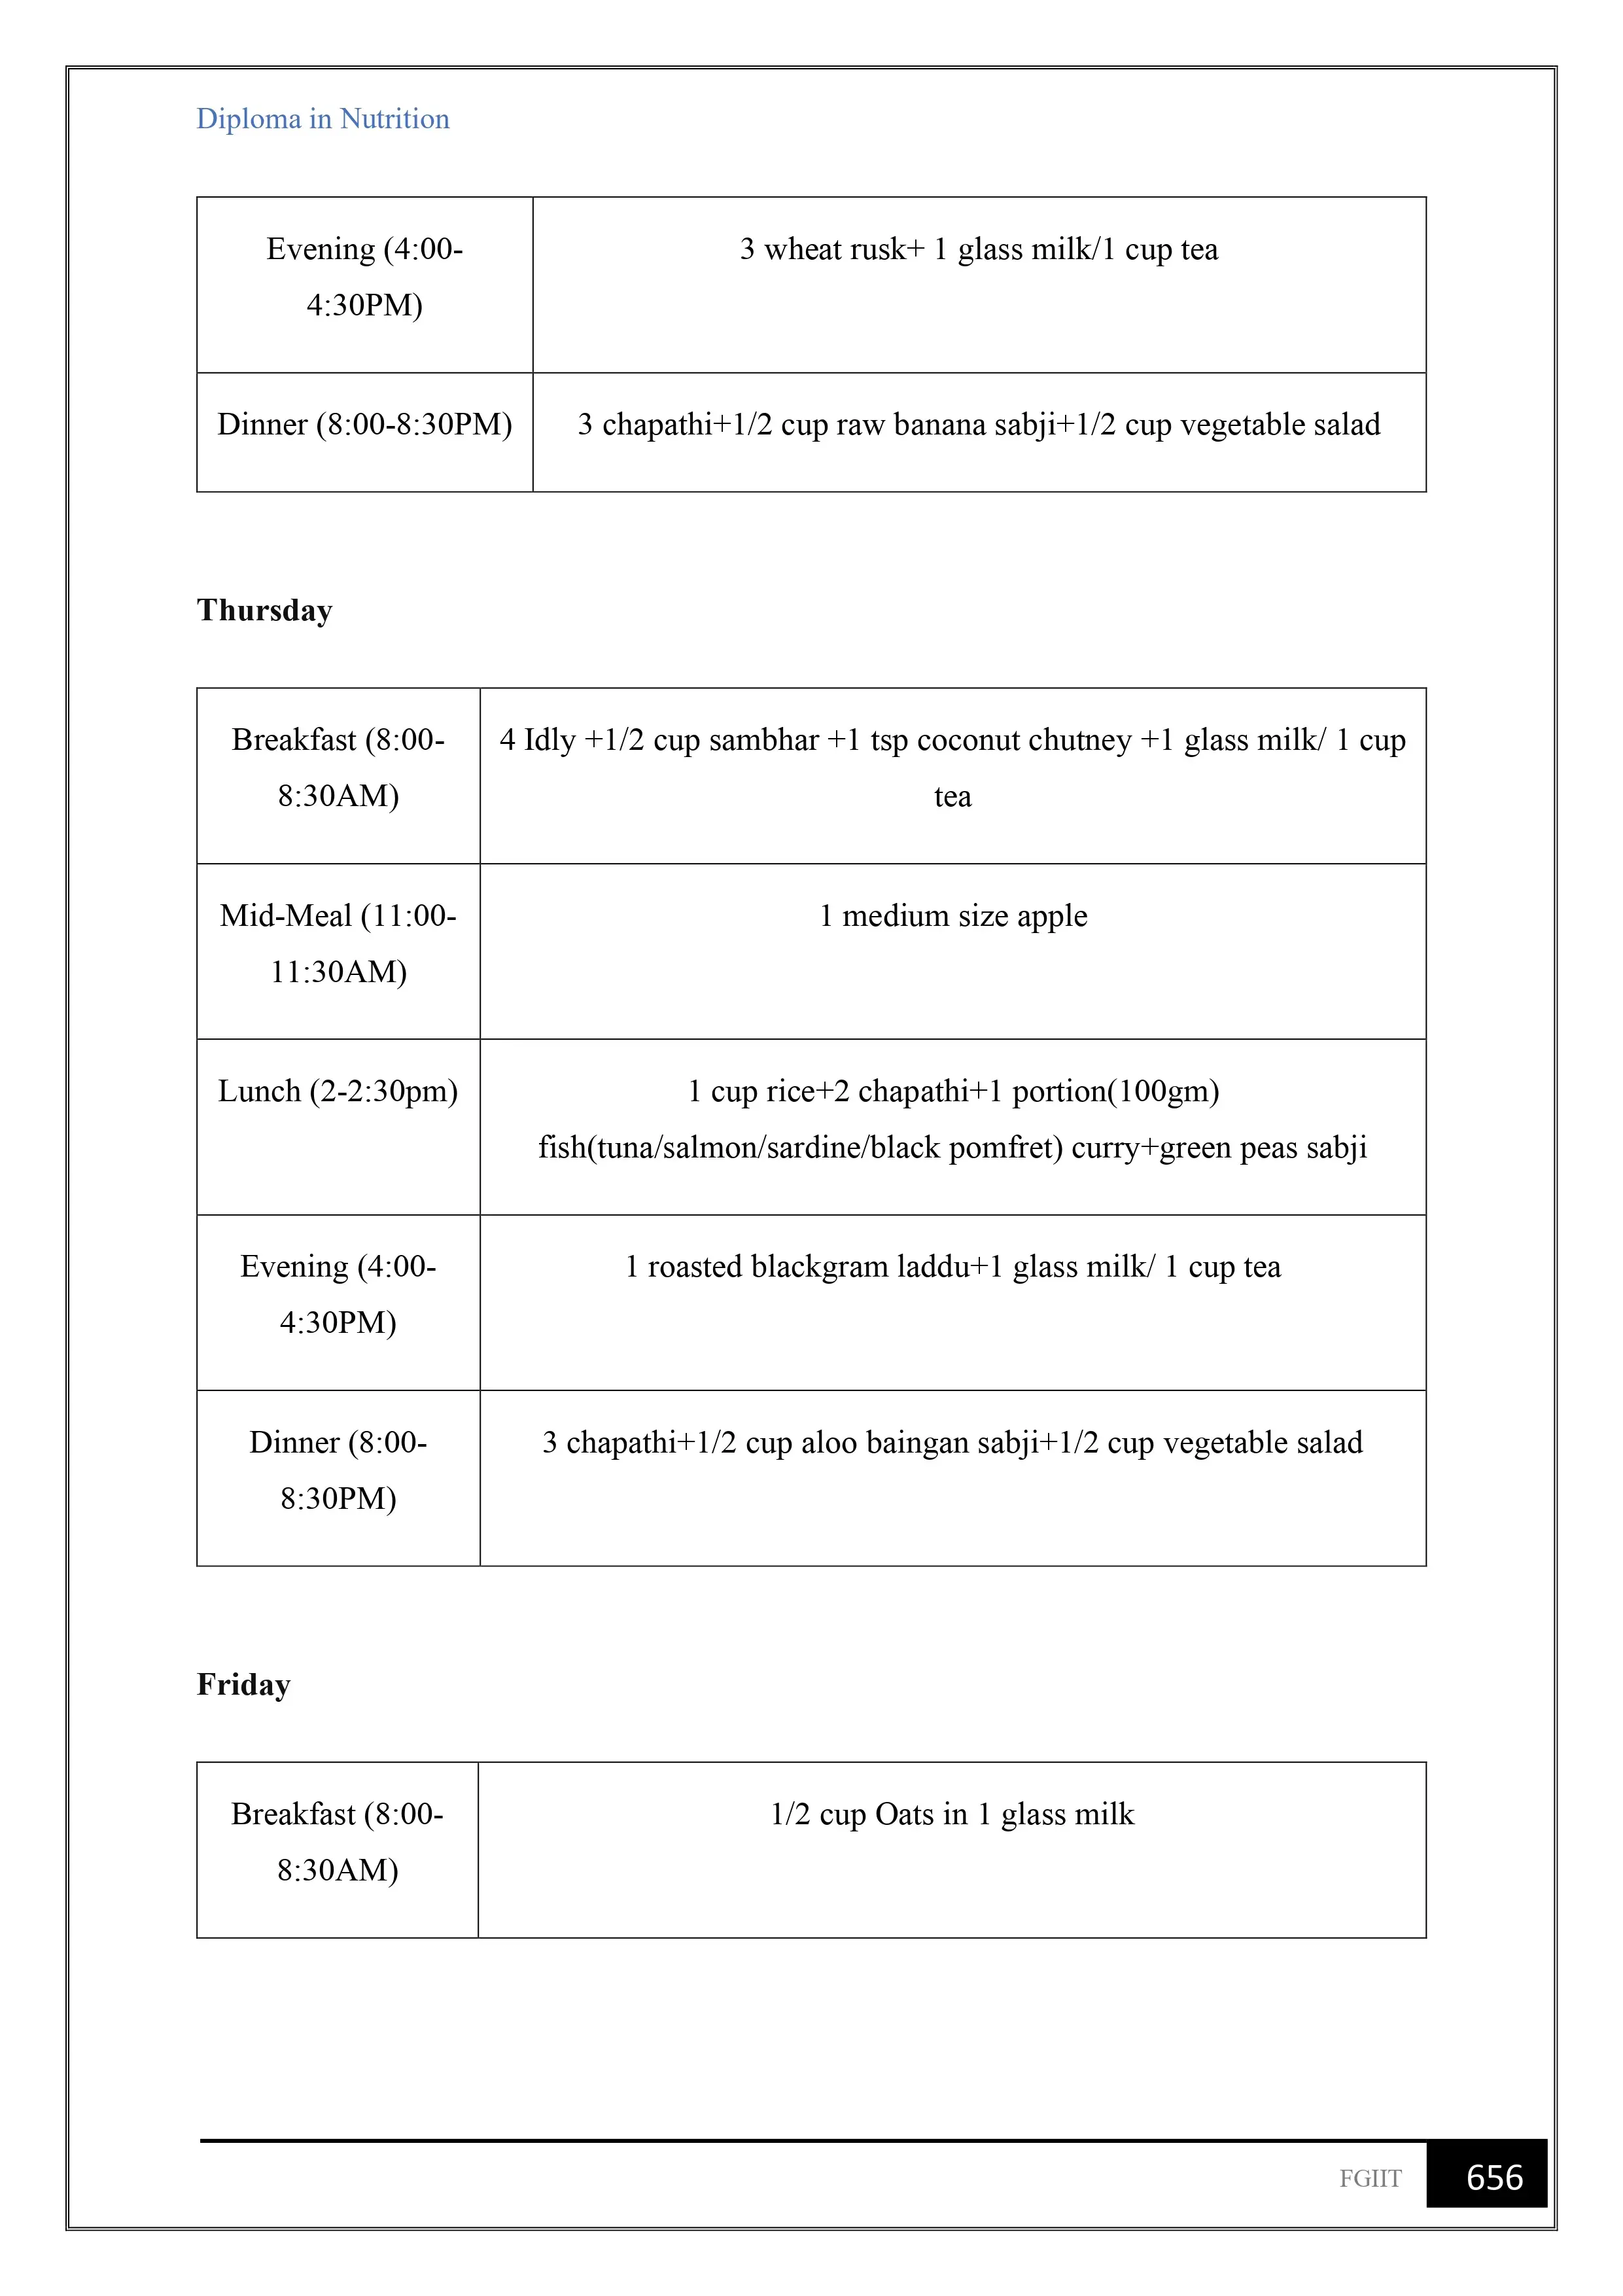 Diploma in Nutrition
Evening (4:00-
4:30PM)
3 wheat rusk+ 1 glass milk/1 cup tea
Dinner (8:00-8:30PM)
3 chapathi+1/2 cup raw banana sabji+1/2 cup vegetable salad
Thursday
Breakfast (8:00-
8:30AM)
4 Idly +1/2 cup sambhar +1 tsp coconut chutney +1 glass milk/ 1 cup
tea
Mid-Meal (11:00-
11:30AM)
1 medium size apple
Lunch (2-2:30pm)
1 cup rice+2 chapathi+1 portion(100gm)
fish(tuna/salmon/sardine/black pomfret) curry+green peas sabji
Evening (4:00-
4:30PM)
1 roasted blackgram laddu+1 glass milk/ 1 cup tea
Dinner (8:00-
8:30PM)
3 chapathi+1/2 cup aloo baingan sabji+1/2 cup vegetable salad
Friday
Breakfast (8:00-
8:30AM)
1/2 cup Oats in 1 glass milk
FGIIT 656